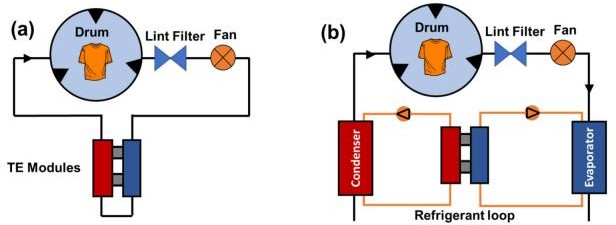 (a)
Drum
Lint Filter
Fan
TE Modules
(b)
Drum
Lint Filter
Fan
Condenser
Evaporator
Refrigerant loop